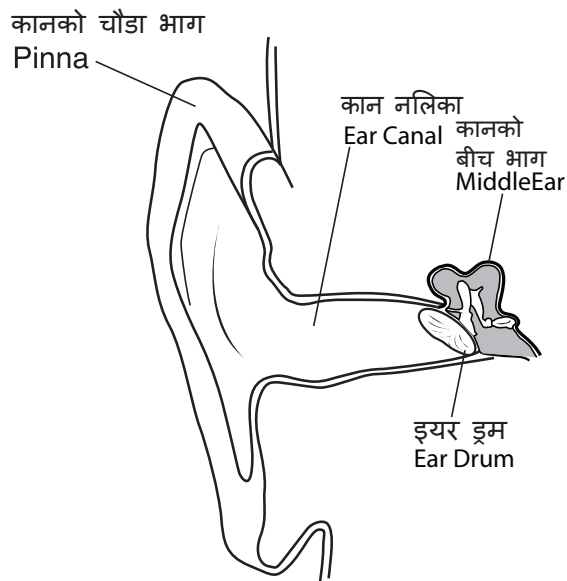 कानको चौडा भाग
Pinna
कान नलिका
Ear Canal
कानको
बीच भाग
MiddleEar
इयर ड्रम
Ear Drum